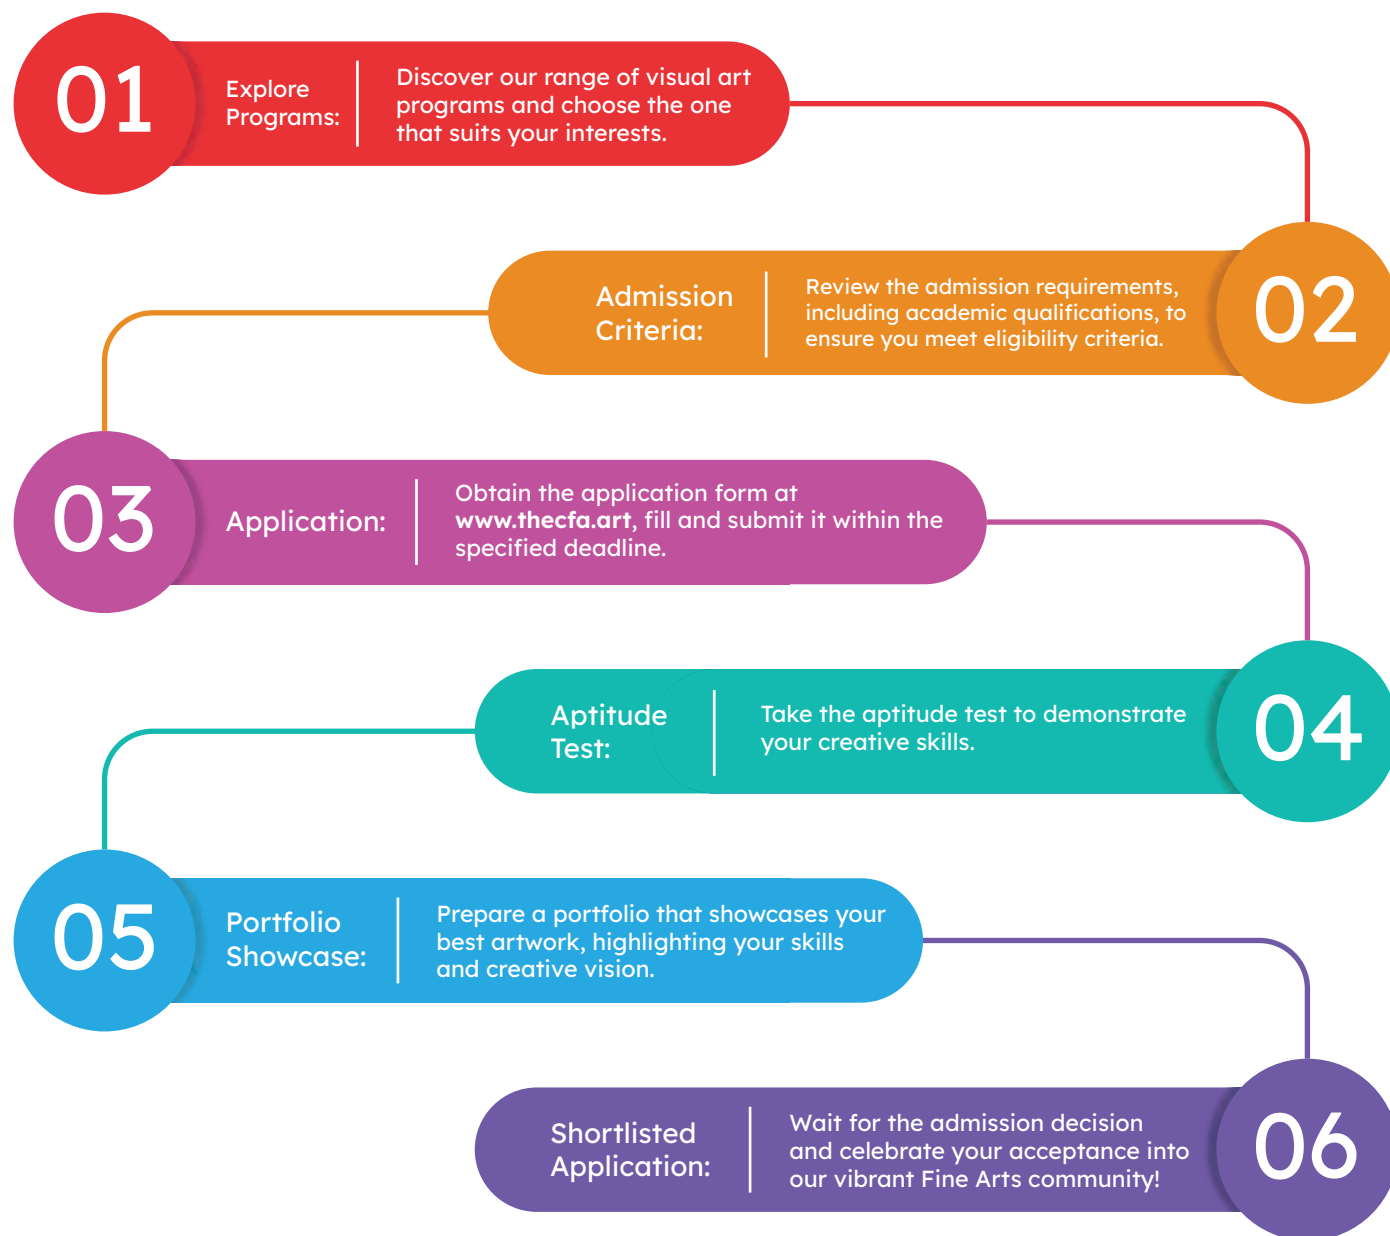 01
Explore
Programs:
Discover our range of visual art
programs and choose the one
that suits your interests.
02
Admission
Criteria:
Review the admission requirements,
including academic qualifications, to
ensure you meet eligibility criteria.
03
Application:
Obtain the application form at
www.thecfa.art, fill and submit it within the
specified deadline.
04
Aptitude
Test:
Take the aptitude test to demonstrate
your creative skills.
05
Portfolio
Showcase:
Prepare a portfolio that showcases your
best artwork, highlighting your skills
and creative vision.
06
Shortlisted
Application:
Wait for the admission decision
and celebrate your acceptance into
our vibrant Fine Arts community!